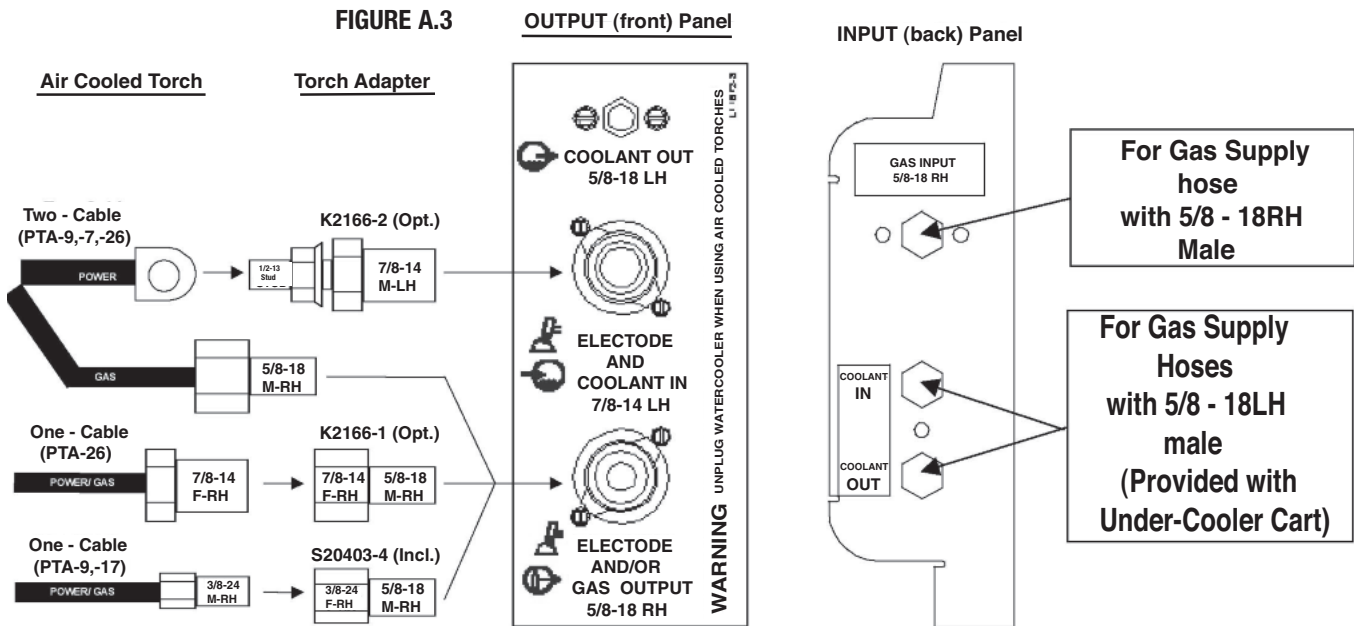 FIGURE A.3
OUTPUT (front) Panel
INPUT (back) Panel
Air Cooled Torch
Torch Adapter
Two - Cable
(PTA-9,-7,-26)
POWER
GAS
5/8-18
M-RH
K2166-2 (Opt.)
1/2-13
Stud
7/8-14
M-LH
One - Cable
(PTA-26)
POWER/ GAS
7/8-14
F-RH
K2166-1 (Opt.)
7/8-14
F-RH
5/8-18
M-RH
One - Cable
(PTA-9,-17)
POWER/ GAS
3/8-24
M-RH
S20403-4 (Incl.)
3/8-24
F-RH
5/8-18
M-RH
COOLANT OUT
5/8-18 LH
ELECTODE
AND
COOLANT IN
7/8-14 LH
ELECTODE
AND/OR
GAS OUTPUT
5/8-18 RH
WARNING UNPLUG WATERCOOLER WHEN USING AIR COOLED TORCHES
GAS INPUT
5/8-18 RH
COOLANT
IN
COOLANT
OUT
For Gas Supply
hose
with 5/8 - 18RH
Male
For Gas Supply
Hoses
with 5/8 - 18LH
male
(Provided with
Under-Cooler Cart)